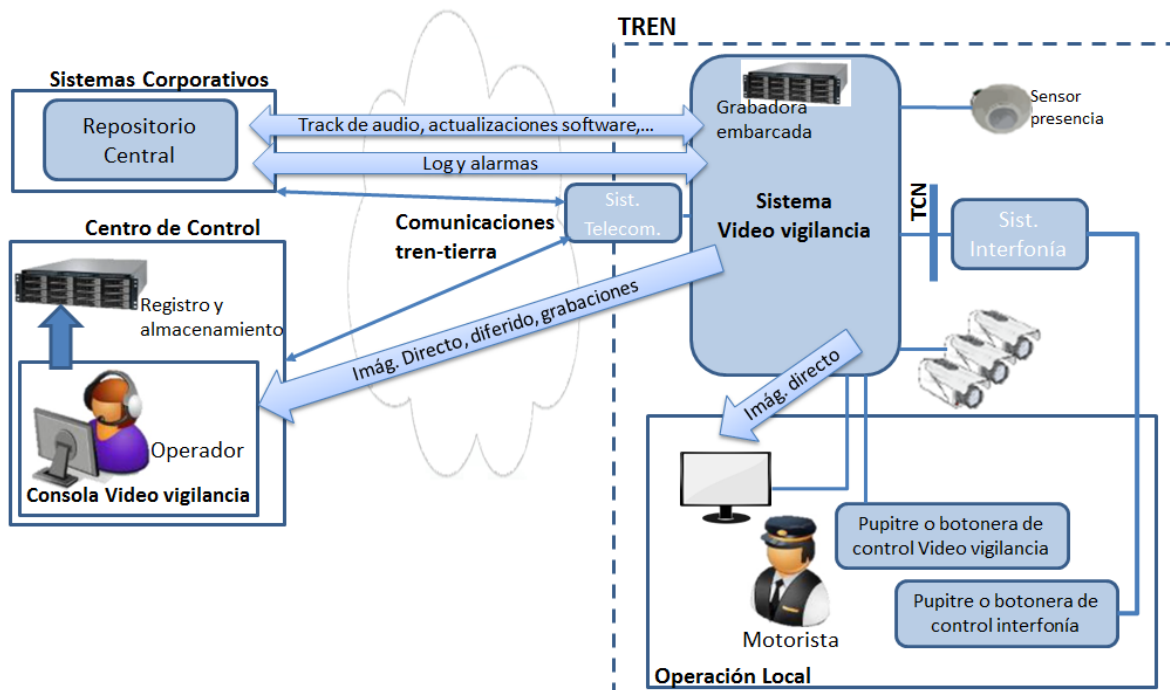 TREN
Sistemas Corporativos
Repositorio
Central
Track de audio, actualizaciones software,...
Log y alarmas
Grabadora
embarcada
Sensor
presencia
Sist.
Telecom.
Comunicaciones
tren-tierra
Sistema
Video vigilancia
TCN
Sist.
Interfonía
Centro de Control
Registro y
almacenamiento
Operador
Consola Video vigilancia
Imág. Directo, diferido, grabaciones
Imág. directo
Pupitre o botonera de
control Video vigilancia
Pupitre o botonera de
control interfonía
Motorista
Operación Local